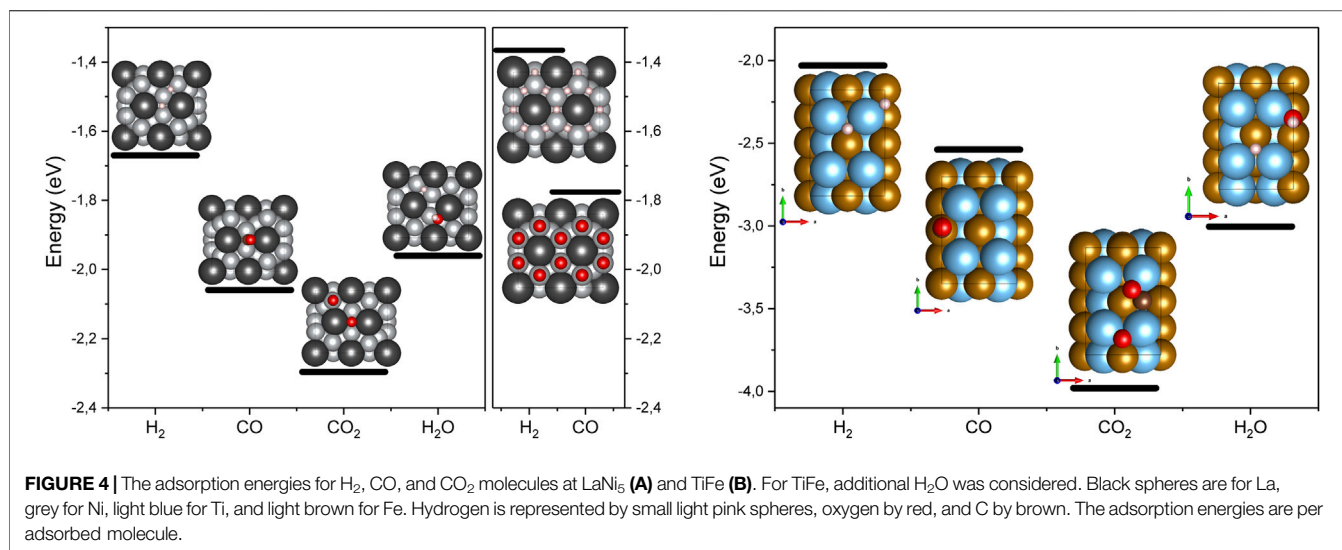 -1,4
-1,6
-1,8
-2,0
-2,2
-2,4
Energy (eV)
H₂
CO
CO₂
H₂O
-1,4
-1,6
-1,8
-2,0
-2,2
-2,4
H₂
CO
-2,0
-2,5
-3,0
-3,5
-4,0
Energy (eV)
b
a
b
a
b
a
b
a
H₂
CO
CO₂
H₂O
FIGURE 4 | The adsorption energies for H₂, CO, and CO₂ molecules at LaNi₅ (A) and TiFe (B). For TiFe, additional H₂O was considered. Black spheres are for La,
grey for Ni, light blue for Ti, and light brown for Fe. Hydrogen is represented by small light pink spheres, oxygen by red, and C by brown. The adsorption energies are per
adsorbed molecule.